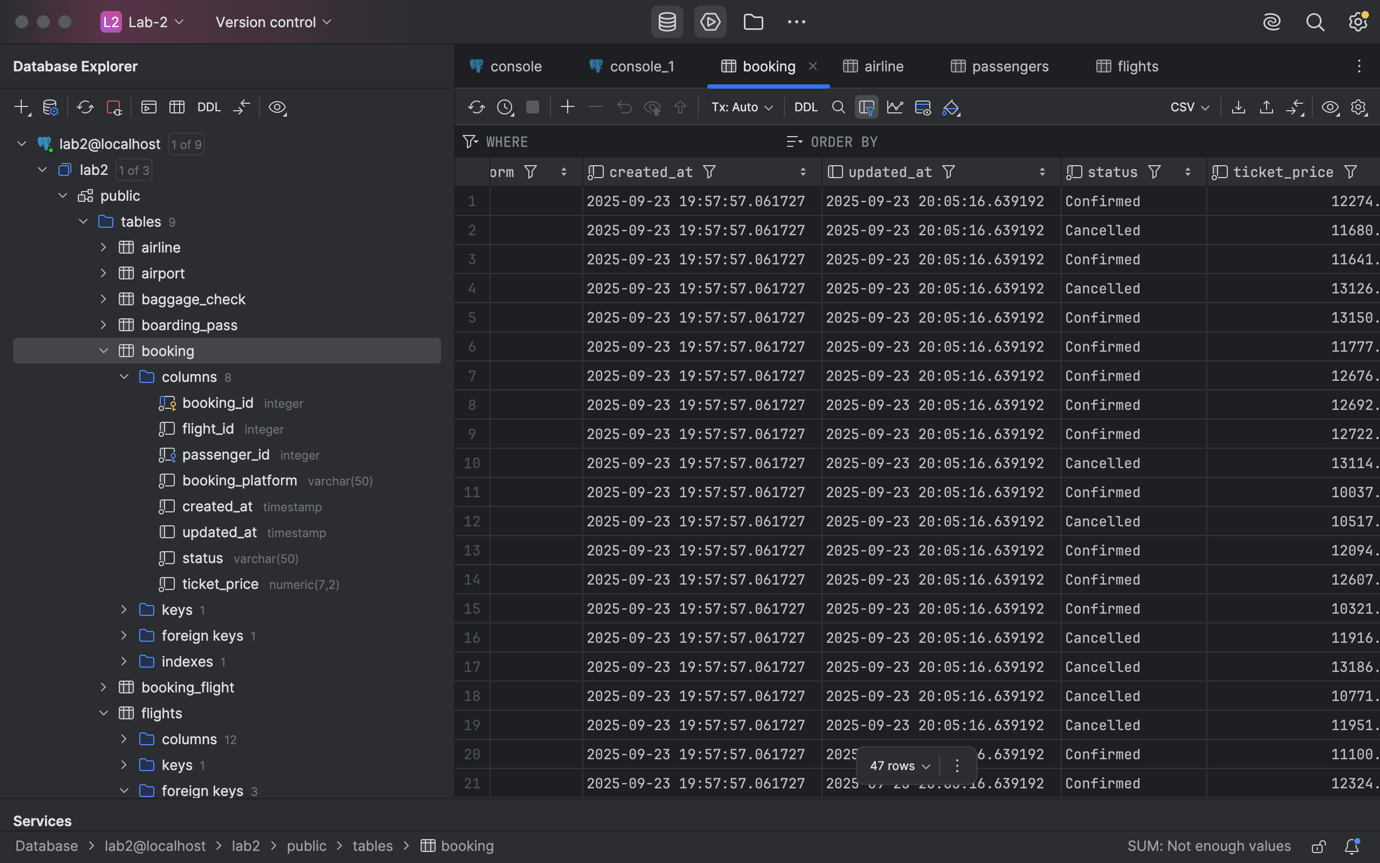 L2 Lab-2 Version control
Database Explorer
console console_1 booking airline passengers flights
DDL
Tx: Auto DDL CSV
WHERE ORDER BY
lab2@localhost 1 of 9
lab2 1 of 3
public
tables 9
airline
airport
baggage_check
boarding_pass
booking
columns 8
booking_id integer
flight_id integer
passenger_id integer
booking_platform varchar(50)
created_at timestamp
updated_at timestamp
status varchar(50)
ticket_price numeric(7,2)
keys 1
foreign keys 1
indexes 1
booking_flight
flights
columns 12
keys 1
foreign keys 3
orm created_at updated_at status ticket_price
1 2025-09-23 19:57:57.061727 2025-09-23 20:05:16.639192 Confirmed 12274.
2 2025-09-23 19:57:57.061727 2025-09-23 20:05:16.639192 Cancelled 11680.
3 2025-09-23 19:57:57.061727 2025-09-23 20:05:16.639192 Confirmed 11641.
4 2025-09-23 19:57:57.061727 2025-09-23 20:05:16.639192 Cancelled 13126.
5 2025-09-23 19:57:57.061727 2025-09-23 20:05:16.639192 Confirmed 13150.
6 2025-09-23 19:57:57.061727 2025-09-23 20:05:16.639192 Confirmed 11777.
7 2025-09-23 19:57:57.061727 2025-09-23 20:05:16.639192 Confirmed 12676.
8 2025-09-23 19:57:57.061727 2025-09-23 20:05:16.639192 Confirmed 12692.
9 2025-09-23 19:57:57.061727 2025-09-23 20:05:16.639192 Confirmed 12722.
10 2025-09-23 19:57:57.061727 2025-09-23 20:05:16.639192 Cancelled 13114.
11 2025-09-23 19:57:57.061727 2025-09-23 20:05:16.639192 Confirmed 10037.
12 2025-09-23 19:57:57.061727 2025-09-23 20:05:16.639192 Cancelled 10517.
13 2025-09-23 19:57:57.061727 2025-09-23 20:05:16.639192 Confirmed 12094.
14 2025-09-23 19:57:57.061727 2025-09-23 20:05:16.639192 Confirmed 12607.
15 2025-09-23 19:57:57.061727 2025-09-23 20:05:16.639192 Confirmed 10321.
16 2025-09-23 19:57:57.061727 2025-09-23 20:05:16.639192 Cancelled 11916.
17 2025-09-23 19:57:57.061727 2025-09-23 20:05:16.639192 Cancelled 13186.
18 2025-09-23 19:57:57.061727 2025-09-23 20:05:16.639192 Cancelled 10771.
19 2025-09-23 19:57:57.061727 2025-09-23 20:05:16.639192 Cancelled 11951.
20 2025-09-23 19:57:57.061727 2025 6.639192 Confirmed 11100.
21 2025-09-23 19:57:57.061727 2025-09-23 20:05:16.639192 Confirmed 12324.
47 rows
Services
Database lab2@localhost lab2 public tables booking
SUM: Not enough values